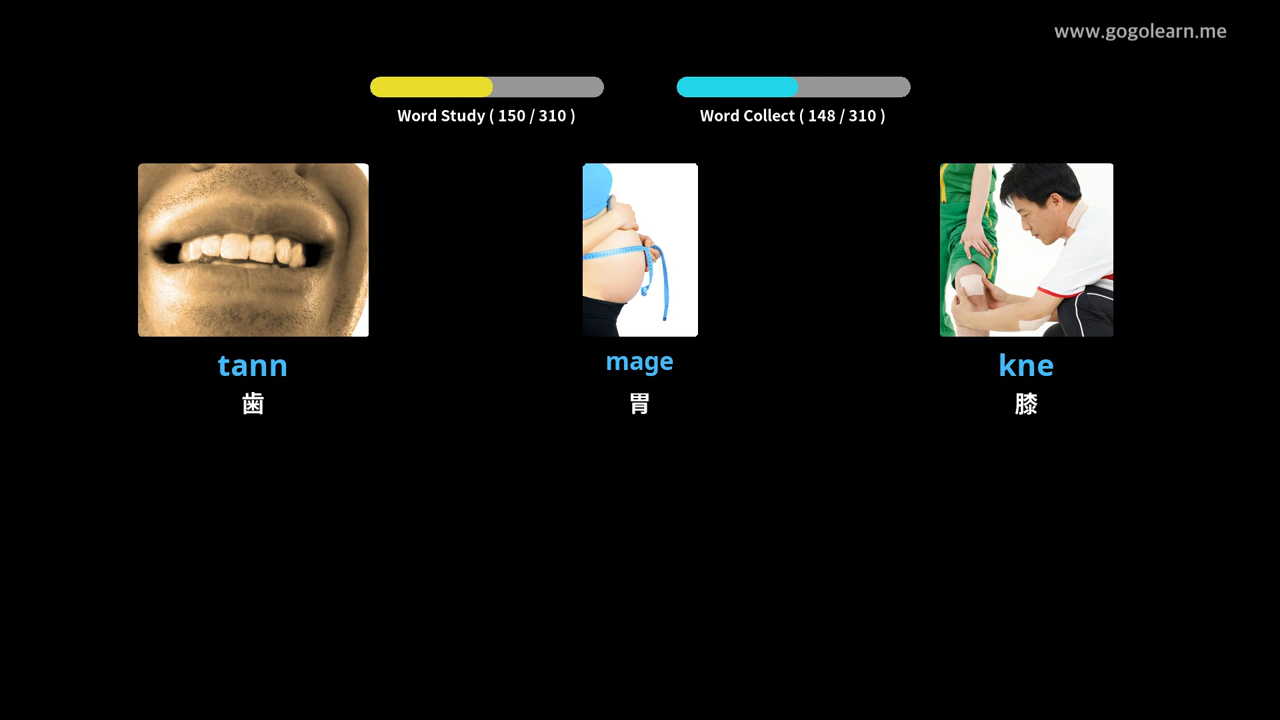 www.gogolearn.me
Word Study ( 150 / 310 )
Word Collect ( 148 / 310 )
tann
歯
mage
胃
kne
膝